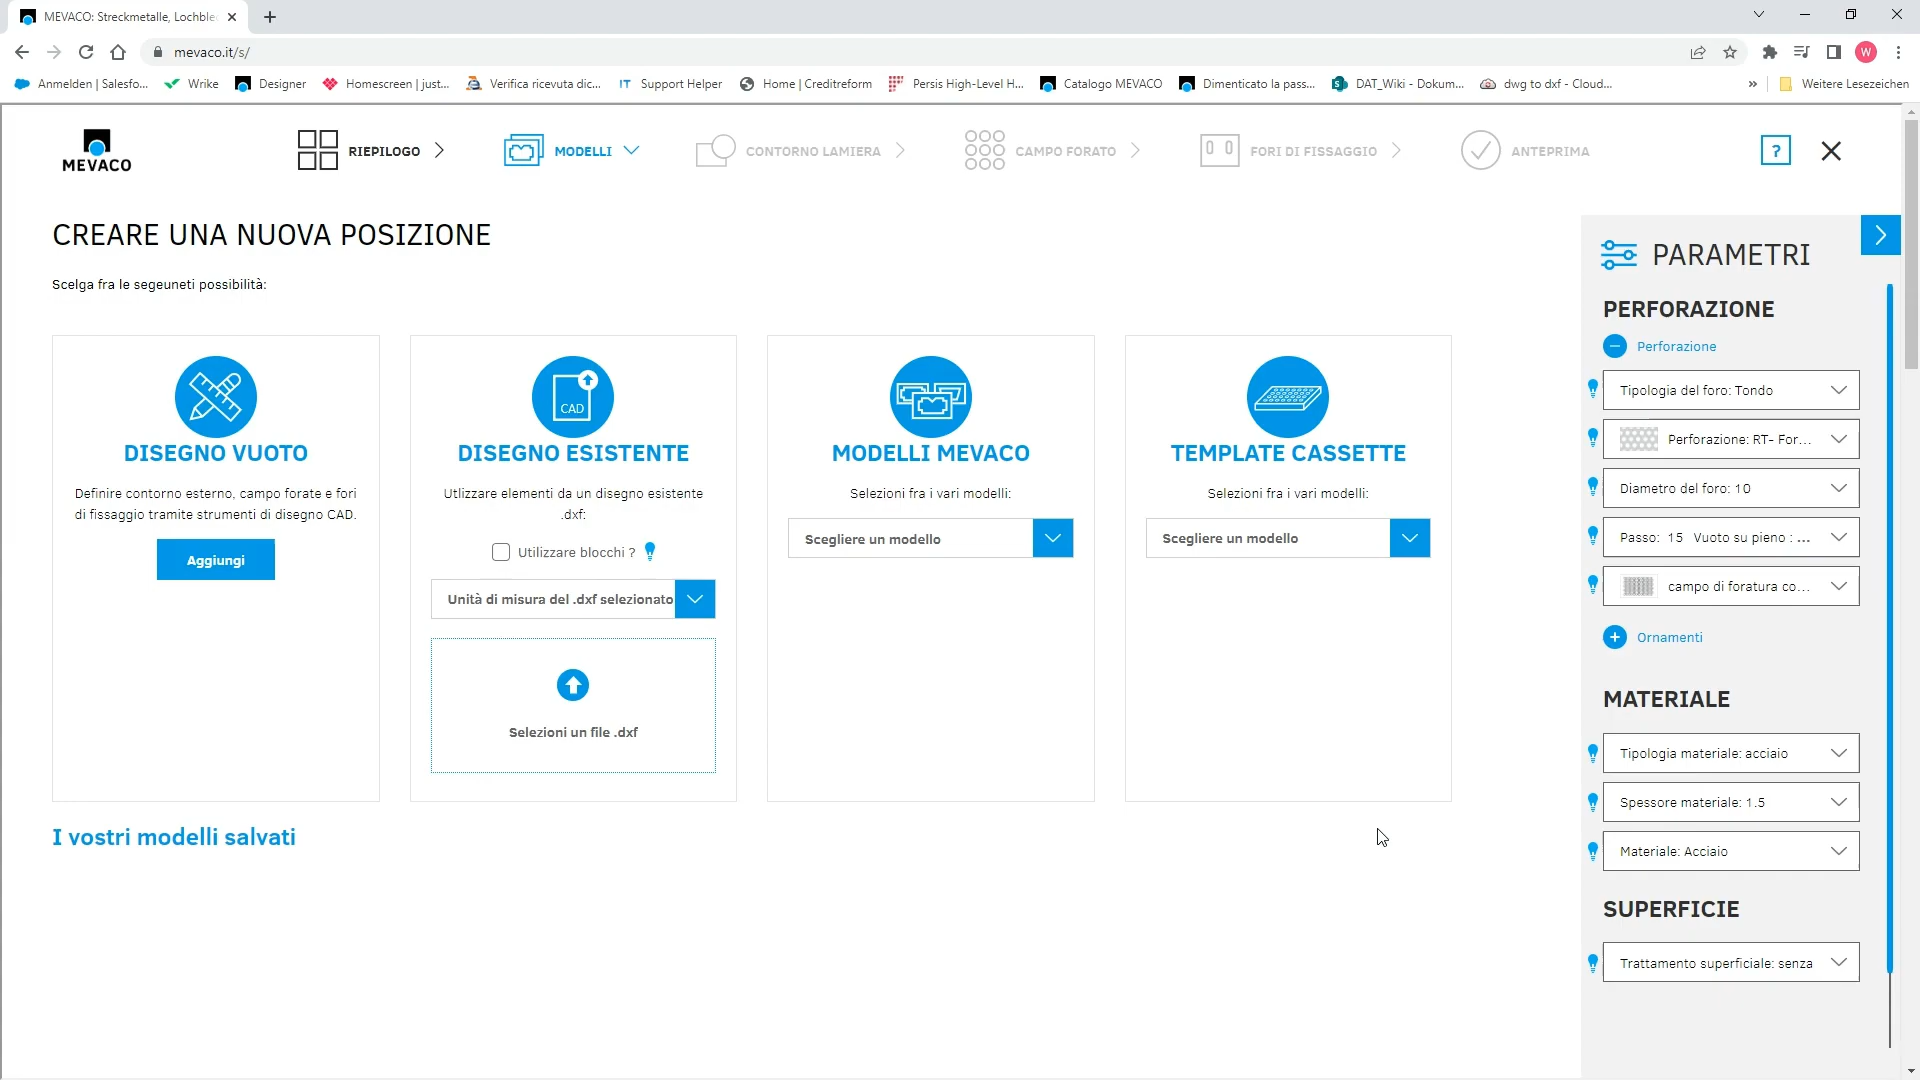 MEVACO: Streckmetalle, Lochble
mevaco.it/s/
W
Anmelden | Salesfo...
Wrike
Designer
Homescreen | just...
Verifica ricevuta dic...
IT Support Helper
Home | Creditreform
Persis High-Level H...
Catalogo MEVACO
Dimenticato la pass...
DAT_Wiki - Dokum...
dwg to dxf - Cloud...
»
Weitere Lesezeichen
MEVACO
RIEPILOGO
MODELLI
CONTORNO LAMIERA
CAMPO FORATO
FORI DI FISSAGGIO
ANTEPRIMA
?
CREARE UNA NUOVA POSIZIONE
Scelga fra le segeuneti possibilità:
DISEGNO VUOTO
Definire contorno esterno, campo forate e fori
di fissaggio tramite strumenti di disegno CAD.
Aggiungi
CAD
DISEGNO ESISTENTE
Utlizzare elementi da un disegno esistente
.dxf:
Utilizzare blocchi ?
Unità di misura del .dxf selezionato
Selezioni un file .dxf
MODELLI MEVACO
Selezioni fra i vari modelli:
Scegliere un modello
TEMPLATE CASSETTE
Selezioni fra i vari modelli:
Scegliere un modello
I vostri modelli salvati
PARAMETRI
PERFORAZIONE
Perforazione
Tipologia del foro: Tondo
Perforazione: RT- For...
Diametro del foro: 10
Passo: 15 Vuoto su pieno : ...
campo di foratura co...
Ornamenti
MATERIALE
Tipologia materiale: acciaio
Spessore materiale: 1.5
Materiale: Acciaio
SUPERFICIE
Trattamento superficiale: senza